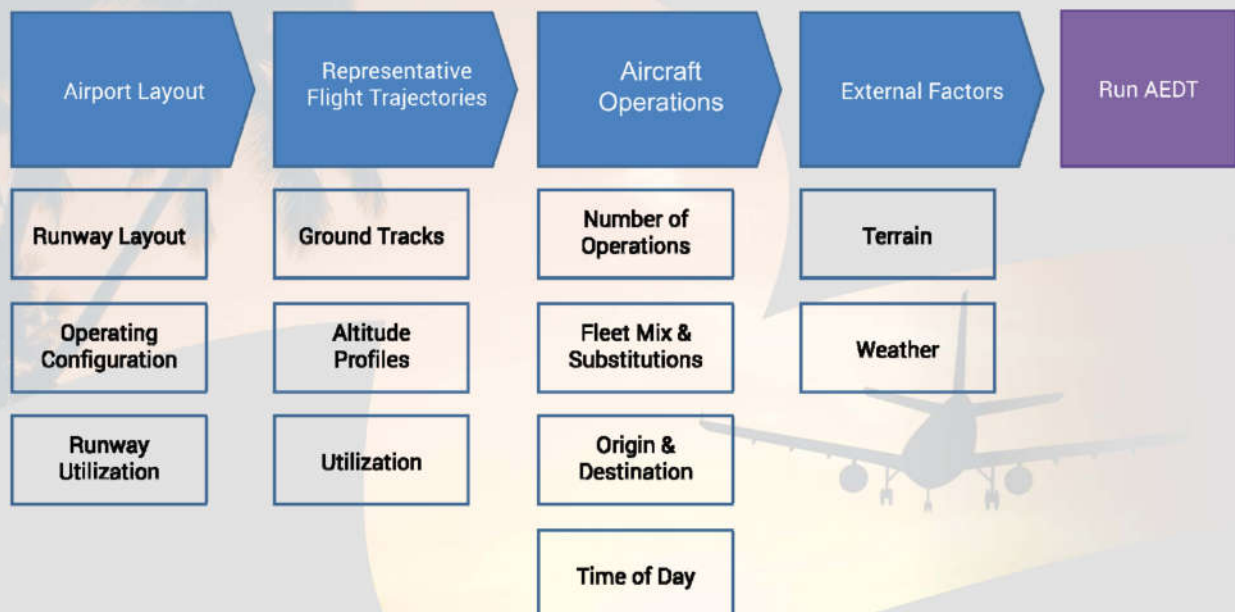 Airport Layout
Representative
Flight Trajectories
Aircraft
Operations
External Factors
Run AEDT
Runway Layout
Ground Tracks
Number of
Operations
Terrain
Operating
Configuration
Altitude
Profiles
Fleet Mix &
Substitutions
Weather
Runway
Utilization
Utilization
Origin &
Destination
Time of Day